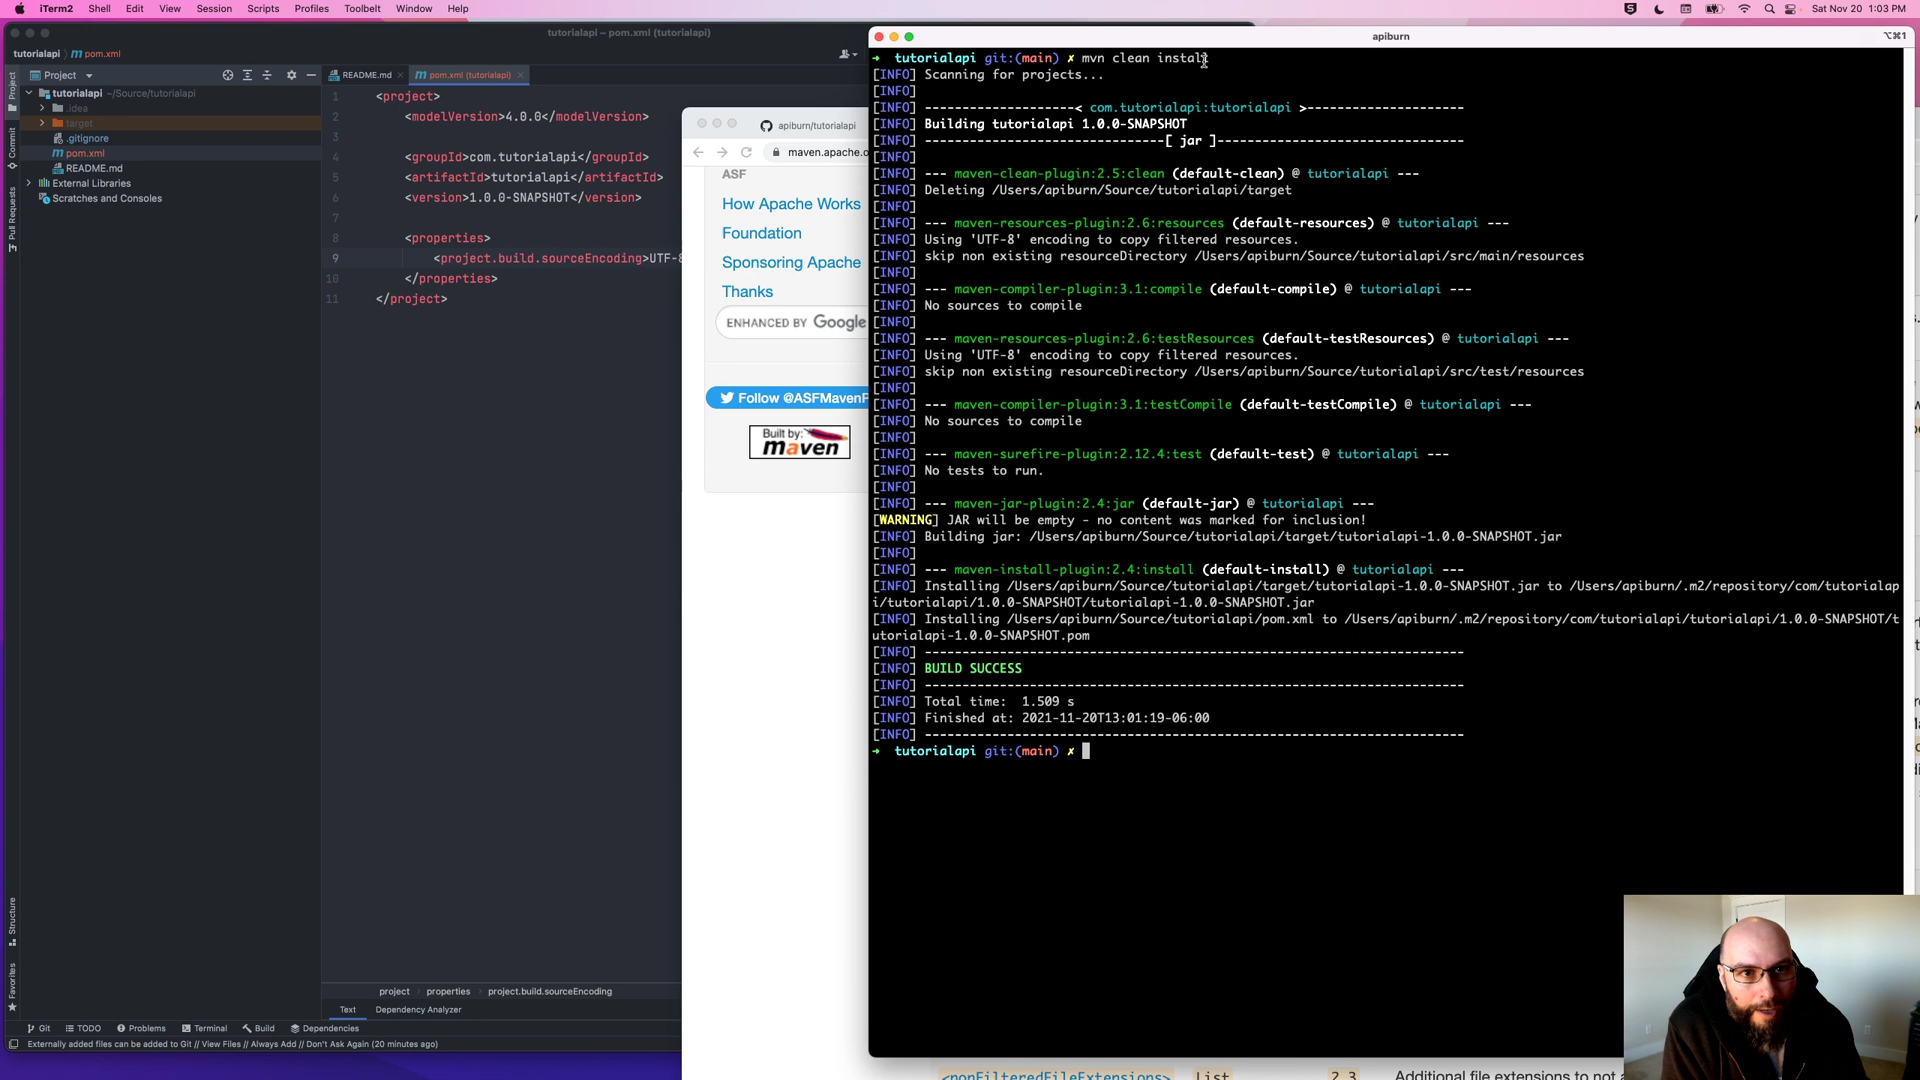 iTerm2 Shell Edit View Session Scripts Profiles Toolbelt Window Help
Sat Nov 20 1:03 PM
tutorialapi – pom.xml (tutorialapi)
tutorialapi
pom.xml
Project
README.md
pom.xml (tutorialapi)
Project
Commit
Pull Requests
Structure
Favorites
tutorialapi ~/Source/tutorialapi
.idea
target
.gitignore
pom.xml
README.md
External Libraries
Scratches and Consoles
1 <project>
2 <modelVersion>4.0.0</modelVersion>
3
4 <groupId>com.tutorialapi</groupId>
5 <artifactId>tutorialapi</artifactId>
6 <version>1.0.0-SNAPSHOT</version>
7
8 <properties>
9 <project.build.sourceEncoding>UTF-8
10 </properties>
11 </project>
project properties project.build.sourceEncoding
Text Dependency Analyzer
Git TODO Problems Terminal Build Dependencies
Externally added files can be added to Git // View Files // Always Add // Don't Ask Again (20 minutes ago)
apiburn/tutorialapi
maven.apache.o
ASF
How Apache Works
Foundation
Sponsoring Apache
Thanks
ENHANCED BY Google
Follow @ASFMavenP
Built by:
maven
<nonFilteredFileExtensions> List 2.3 Additional file extensions to not a
apiburn
⌥⌘1
➜ tutorialapi git:(main) ✗ mvn clean install
[INFO] Scanning for projects...
[INFO]
[INFO] --------------------< com.tutorialapi:tutorialapi >---------------------
[INFO] Building tutorialapi 1.0.0-SNAPSHOT
[INFO] --------------------------------[ jar ]---------------------------------
[INFO]
[INFO] --- maven-clean-plugin:2.5:clean (default-clean) @ tutorialapi ---
[INFO] Deleting /Users/apiburn/Source/tutorialapi/target
[INFO]
[INFO] --- maven-resources-plugin:2.6:resources (default-resources) @ tutorialapi ---
[INFO] Using 'UTF-8' encoding to copy filtered resources.
[INFO] skip non existing resourceDirectory /Users/apiburn/Source/tutorialapi/src/main/resources
[INFO]
[INFO] --- maven-compiler-plugin:3.1:compile (default-compile) @ tutorialapi ---
[INFO] No sources to compile
[INFO]
[INFO] --- maven-resources-plugin:2.6:testResources (default-testResources) @ tutorialapi ---
[INFO] Using 'UTF-8' encoding to copy filtered resources.
[INFO] skip non existing resourceDirectory /Users/apiburn/Source/tutorialapi/src/test/resources
[INFO]
[INFO] --- maven-compiler-plugin:3.1:testCompile (default-testCompile) @ tutorialapi ---
[INFO] No sources to compile
[INFO]
[INFO] --- maven-surefire-plugin:2.12.4:test (default-test) @ tutorialapi ---
[INFO] No tests to run.
[INFO]
[INFO] --- maven-jar-plugin:2.4:jar (default-jar) @ tutorialapi ---
[WARNING] JAR will be empty - no content was marked for inclusion!
[INFO] Building jar: /Users/apiburn/Source/tutorialapi/target/tutorialapi-1.0.0-SNAPSHOT.jar
[INFO]
[INFO] --- maven-install-plugin:2.4:install (default-install) @ tutorialapi ---
[INFO] Installing /Users/apiburn/Source/tutorialapi/target/tutorialapi-1.0.0-SNAPSHOT.jar to /Users/apiburn/.m2/repository/com/tutorialap
i/tutorialapi/1.0.0-SNAPSHOT/tutorialapi-1.0.0-SNAPSHOT.jar
[INFO] Installing /Users/apiburn/Source/tutorialapi/pom.xml to /Users/apiburn/.m2/repository/com/tutorialapi/tutorialapi/1.0.0-SNAPSHOT/t
utorialapi-1.0.0-SNAPSHOT.pom
[INFO] ------------------------------------------------------------------------
[INFO] BUILD SUCCESS
[INFO] ------------------------------------------------------------------------
[INFO] Total time:  1.509 s
[INFO] Finished at: 2021-11-20T13:01:19-06:00
[INFO] ------------------------------------------------------------------------
➜ tutorialapi git:(main) ✗